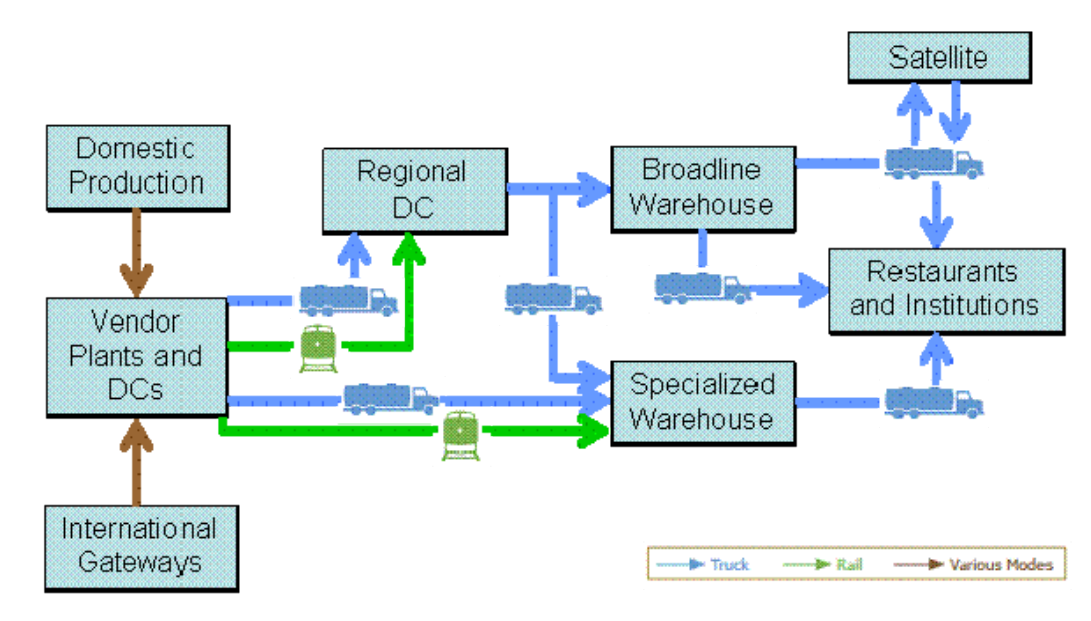 Satellite
Domestic
Production
Regional
DC
Broadline
Warehouse
Restaurants
and Institutions
Vendor
Plants and
DCs
Specialized
Warehouse
International
Gateways
Truck
Rail
Various Modes